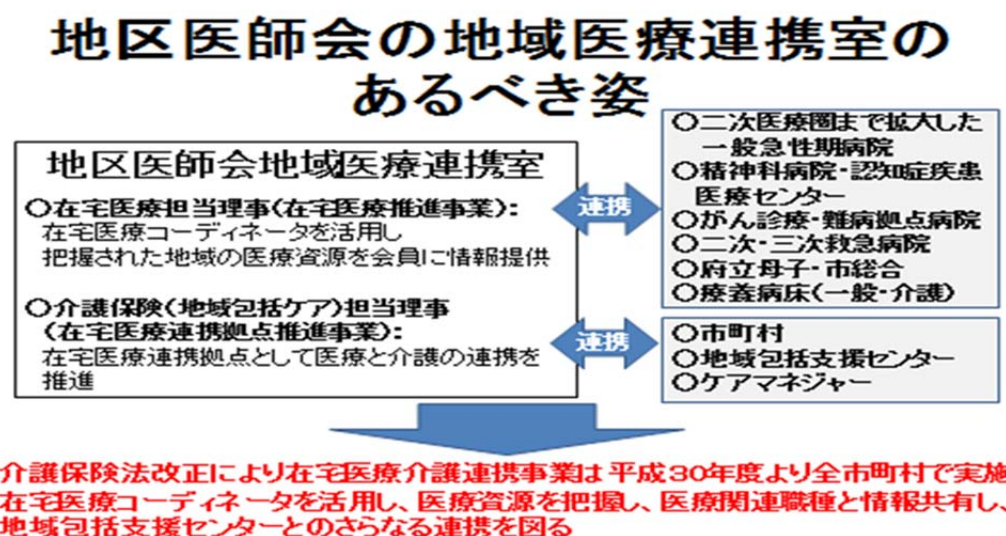 地区医師会の地域医療連携室の
あるべき姿
地区医師会地域医療連携室
〇在宅医療担当理事(在宅医療推進事業):
在宅医療コーディネータを活用し
把握された地域の医療資源を会員に情報提供
〇介護保険(地域包括ケア)担当理事
(在宅医療連携拠点推進事業):
在宅医療連携拠点として医療と介護の連携を
推進
連携
〇二次医療圏まで拡大した
一般急性期病院
〇精神科病院・認知症疾患
医療センター
〇がん診療・難病拠点病院
〇二次・三次救急病院
〇府立母子・市総合
〇療養病床(一般・介護)
連携
〇市町村
〇地域包括支援センター
〇ケアマネジャー
介護保険法改正により在宅医療介護連携事業は平成30年度より全市町村で実施
在宅医療コーディネータを活用し、医療資源を把握し、医療関連職種と情報共有し、
地域包括支援センターとのさらなる連携を図る